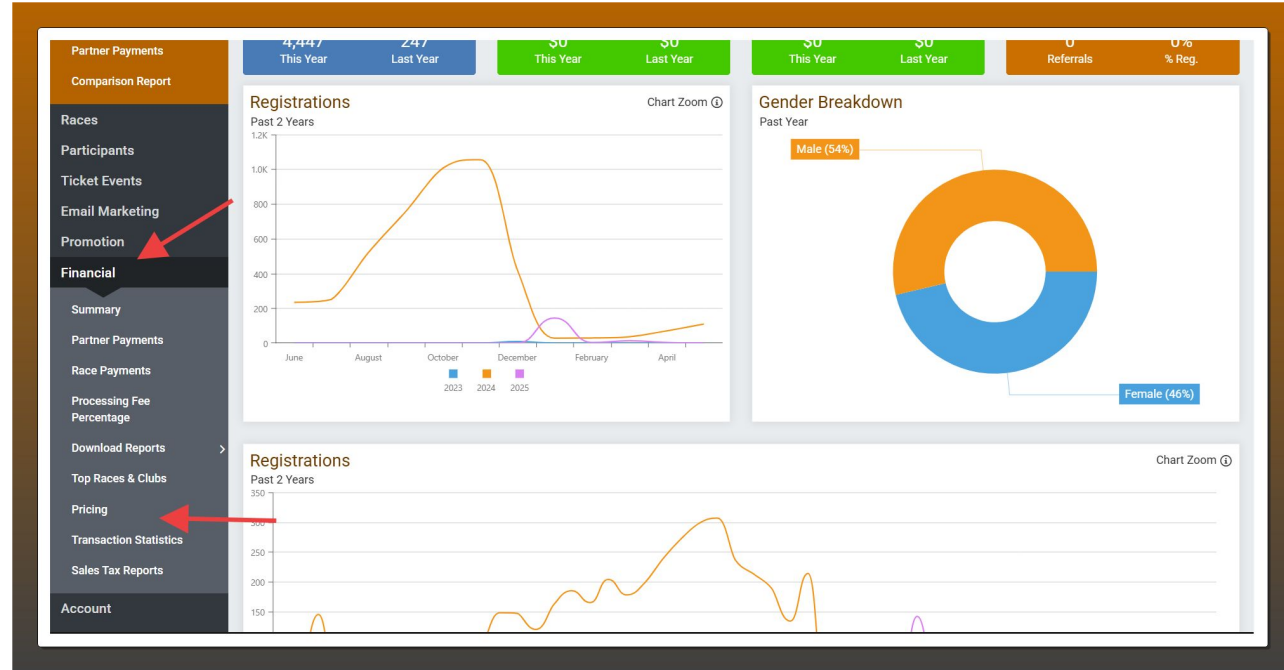 Partner Payments
Comparison Report
Races
Participants
Ticket Events
Email Marketing
Promotion
Financial
Summary
Partner Payments
Race Payments
Processing Fee
Percentage
Download Reports
Top Races & Clubs
Pricing
Transaction Statistics
Sales Tax Reports
Account
4,447 247 $0 $0 $0 $0 0 0%
This Year Last Year This Year Last Year This Year Last Year Referrals % Reg.
Registrations Chart Zoom
Past 2 Years
1.2K
1.0K
800
600
400
200
0
June August October December February April
2023 2024 2025
Gender Breakdown
Past Year
Male (54%)
Female (46%)
Registrations Chart Zoom
Past 2 Years
350
300
250
200
150